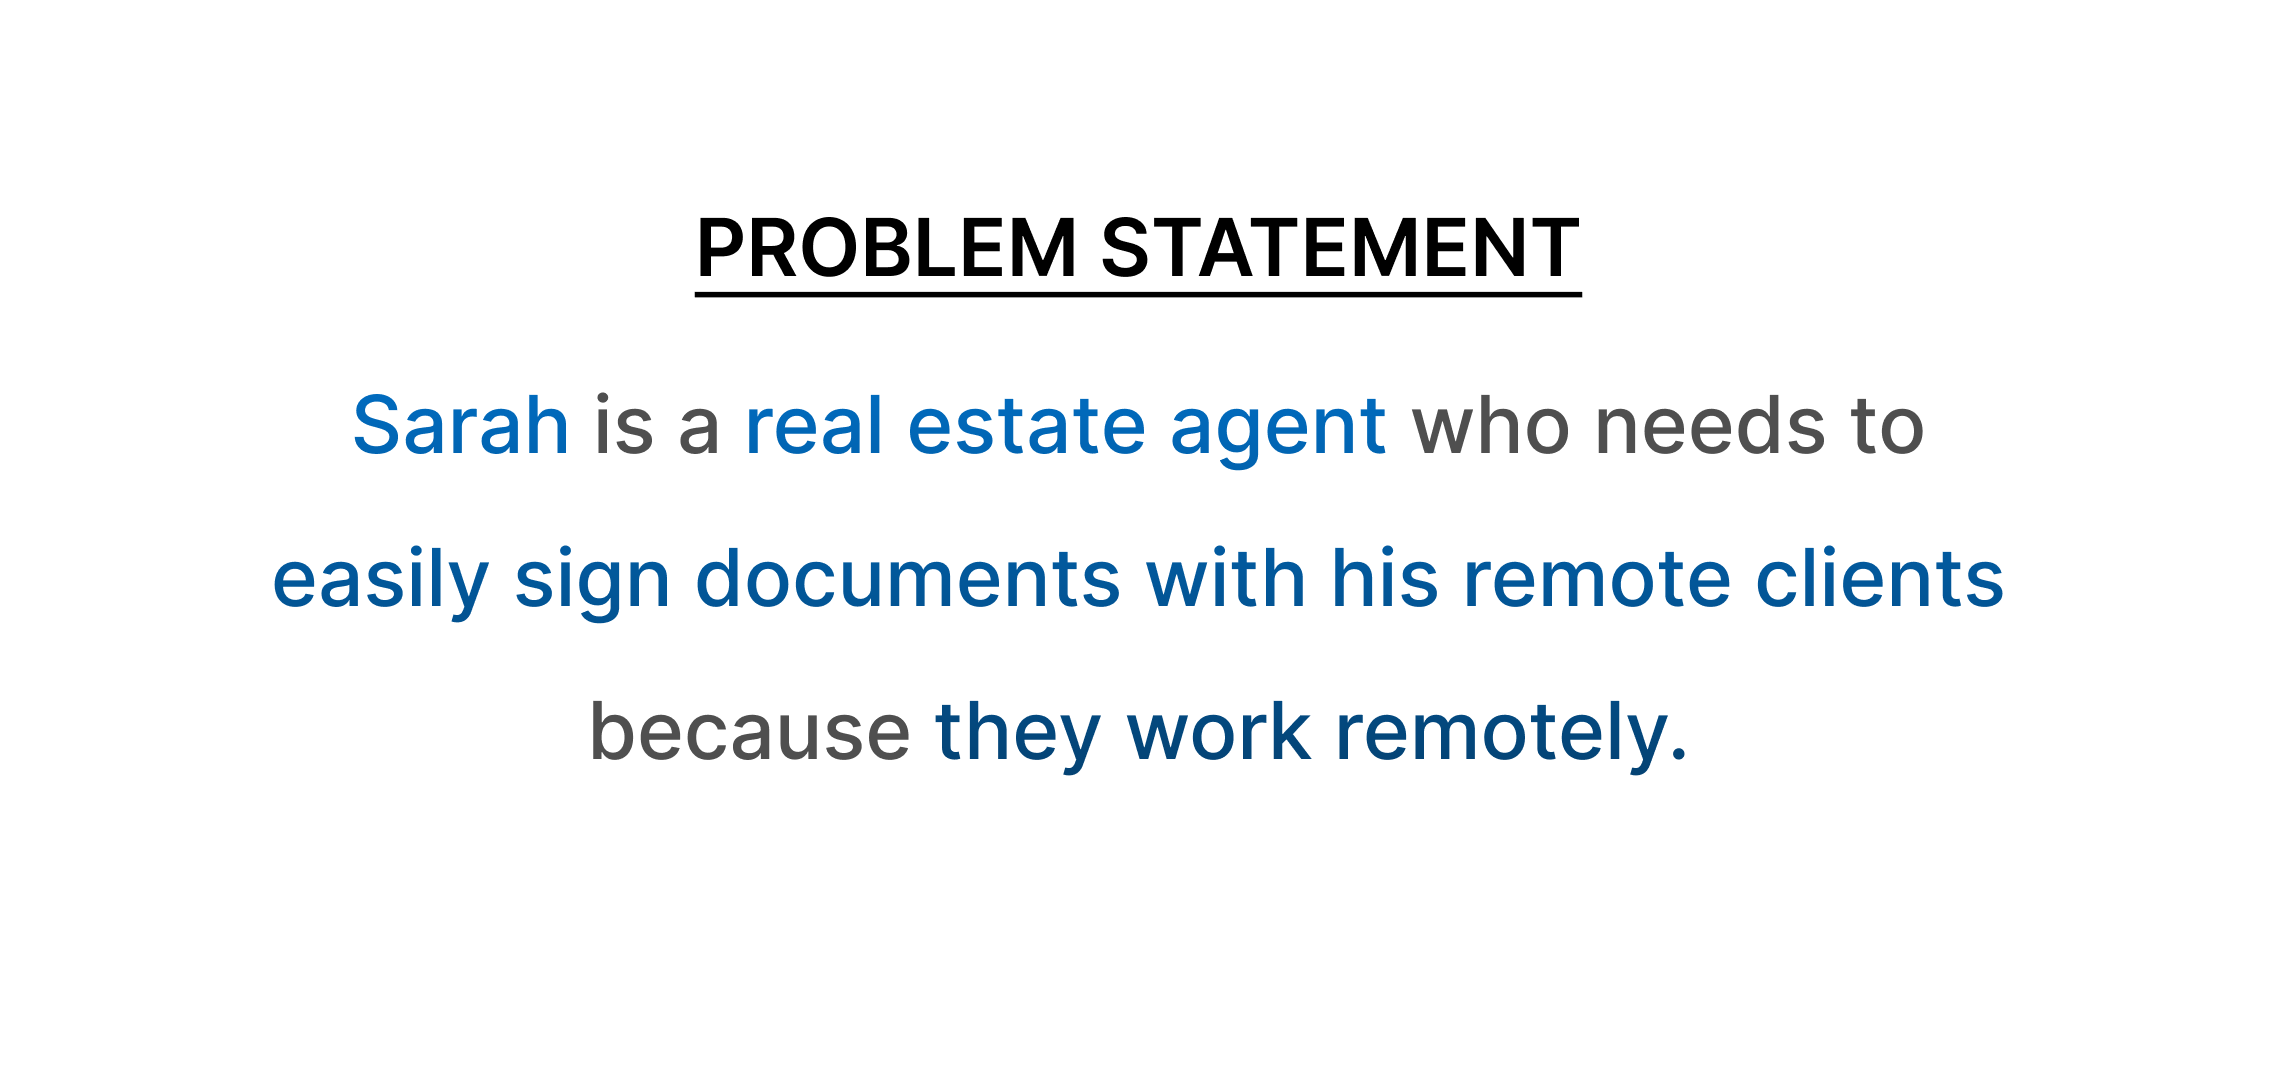 PROBLEM STATEMENT
Sarah is a real estate agent who needs to
easily sign documents with his remote clients
because they work remotely.